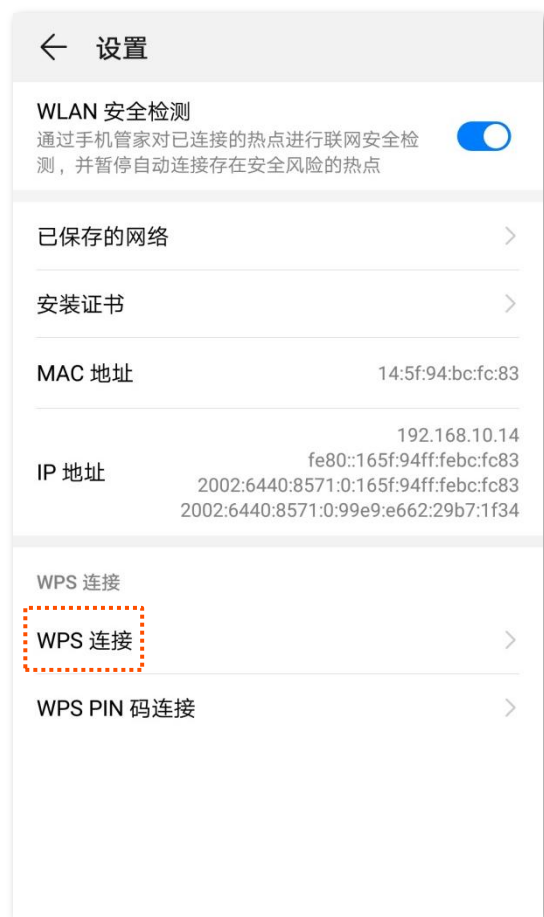 设置
WLAN 安全检测
通过手机管家对已连接的热点进行联网安全检
测，并暂停自动连接存在安全风险的热点
已保存的网络
安装证书
MAC 地址 14:5f:94:bc:fc:83
192.168.10.14
fe80::165f:94ff:febc:fc83
IP 地址
2002:6440:8571:0:165f:94ff:febc:fc83
2002:6440:8571:0:99e9:e662:29b7:1f34
WPS 连接
WPS 连接
WPS PIN 码连接